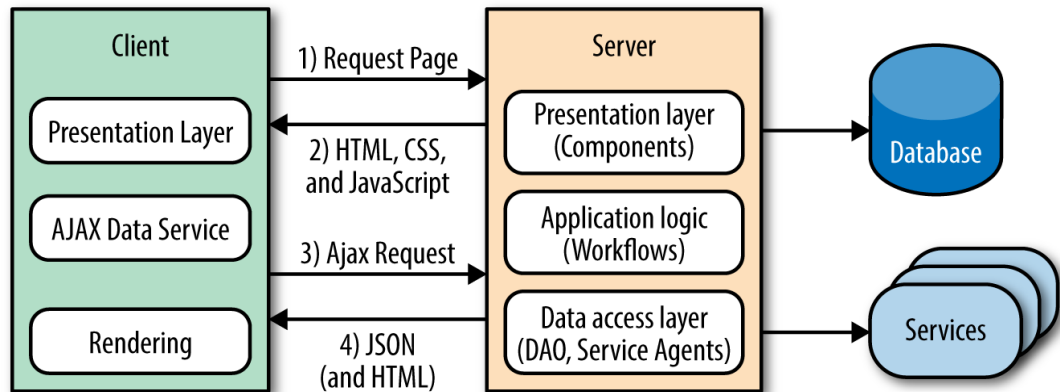 Client
Presentation Layer
AJAX Data Service
Rendering
1) Request Page
2) HTML, CSS,
and JavaScript
3) Ajax Request
4) JSON
(and HTML)
Server
Presentation layer
(Components)
Application logic
(Workflows)
Data access layer
(DAO, Service Agents)
Database
Services